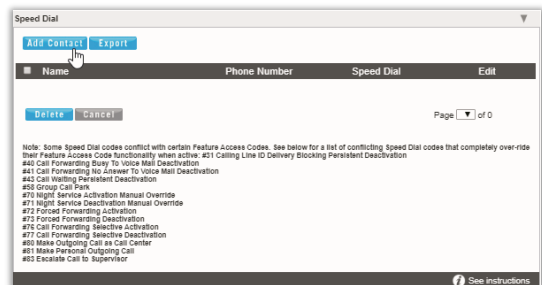 Speed Dial
Add Contact Export
Name Phone Number Speed Dial Edit
Delete Cancel
Page of 0
Note: Some Speed Dial codes conflict with certain Feature Access Codes. See below for a list of conflicting Speed Dial codes that completely over-ride
their Feature Access Code functionality when active: #31 Calling Line ID Delivery Blocking Persistent Deactivation
#40 Call Forwarding Busy To Voice Mail Deactivation
#41 Call Forwarding No Answer To Voice Mail Deactivation
#43 Call Waiting Persistent Deactivation
#58 Group Call Park
#70 Night Service Activation Manual Override
#71 Night Service Deactivation Manual Override
#72 Forced Forwarding Activation
#73 Forced Forwarding Deactivation
#76 Call Forwarding Selective Activation
#77 Call Forwarding Selective Deactivation
#80 Make Outgoing Call as Call Center
#81 Make Personal Outgoing Call
#83 Escalate Call to Supervisor
See instructions